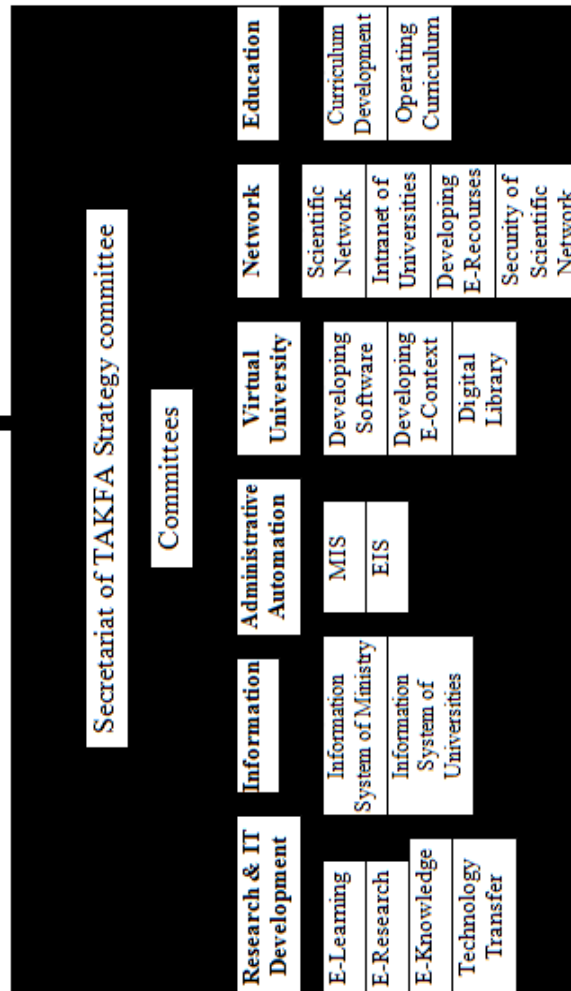 Secretariat of TAKFA Strategy committee
Committees
Research & IT
Development
E-Learning
E-Research
E-Knowledge
Technology
Transfer
Information
Information
System of Ministry
Information
System of
Universities
Administrative
Automation
MIS
EIS
Virtual
University
Developing
Software
Developing
E-Context
Digital
Library
Network
Scientific
Network
Intranet of
Universities
Developing
E-Recourses
Security of
Scientific
Network
Education
Curriculum
Development
Operating
Curriculum